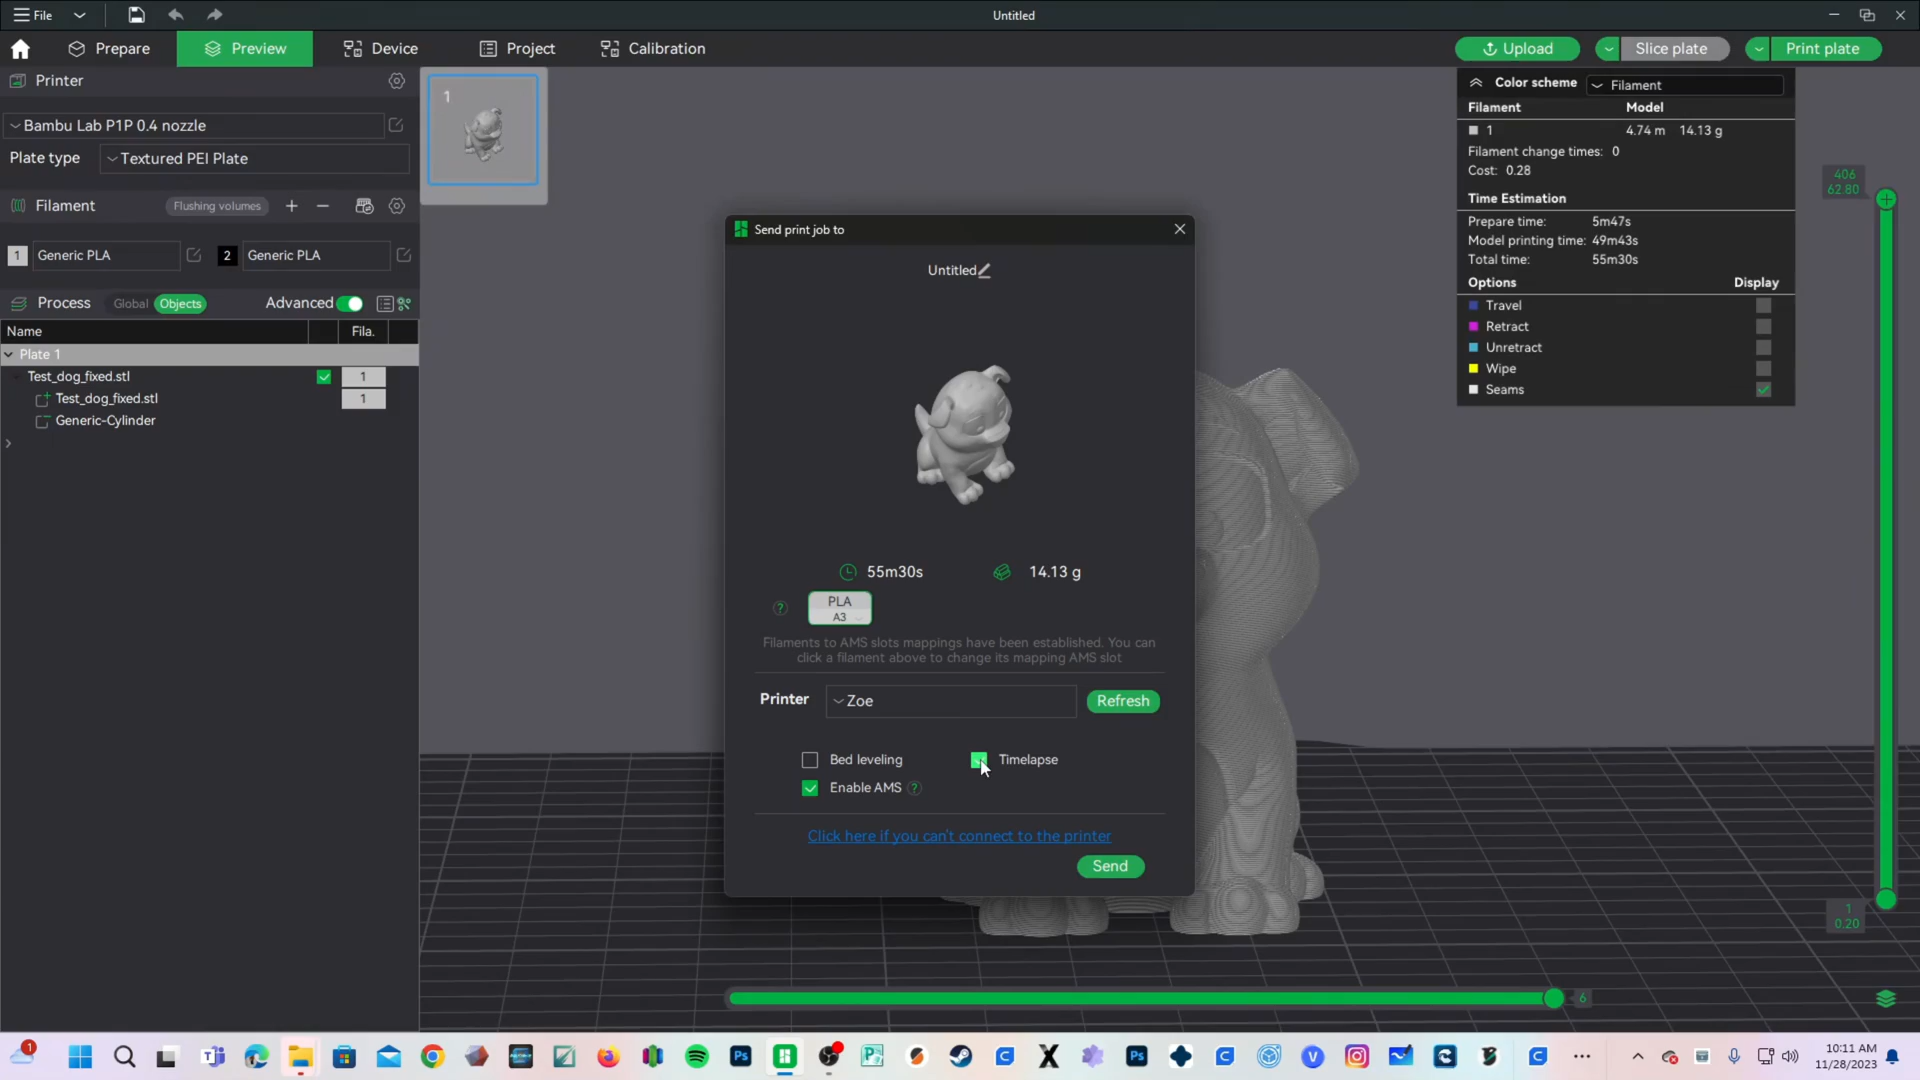 File
Untitled
Prepare
Preview
Device
Project
Calibration
Upload
Slice plate
Print plate
Printer
Bambu Lab P1P 0.4 nozzle
Plate type
Textured PEI Plate
Filament
Flushing volumes
1
Generic PLA
2
Generic PLA
Process
Global
Objects
Advanced
Name
Fila.
Plate 1
Test_dog_fixed.stl
1
Test_dog_fixed.stl
1
Generic-Cylinder
1
Send print job to
Untitled
55m30s
14.13 g
?
PLA
A3
Filaments to AMS slots mappings have been established. You can
click a filament above to change its mapping AMS slot
Printer
Zoe
Refresh
Bed leveling
Timelapse
Enable AMS ?
Click here if you can't connect to the printer
Send
Color scheme
Filament
Filament
Model
1
4.74 m
14.13 g
Filament change times: 0
Cost: 0.28
Time Estimation
Prepare time: 5m47s
Model printing time: 49m43s
Total time: 55m30s
Options
Display
Travel
Retract
Unretract
Wipe
Seams
406
62.80
1
0.20
6
1
10:11 AM
11/28/2023